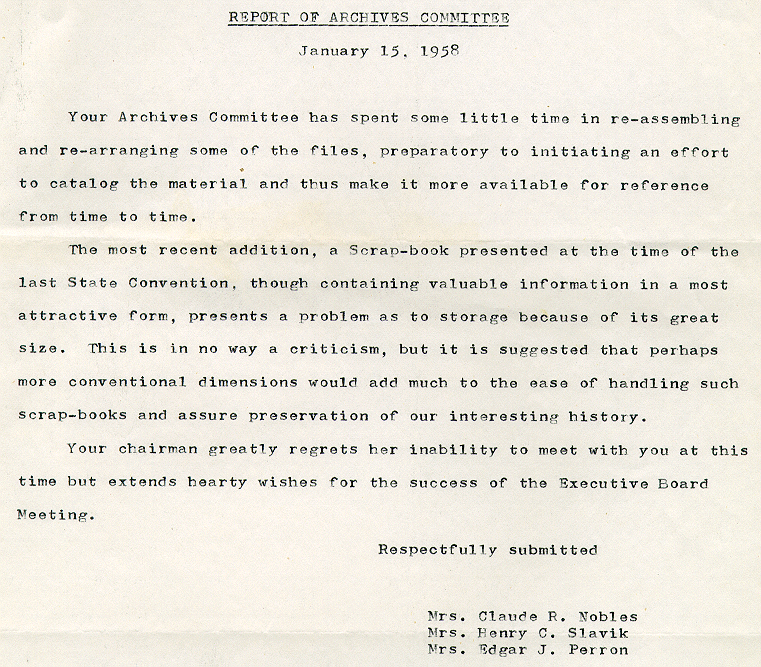 REPORT OF ARCHIVES COMMITTEE
January 15, 1958
Your Archives Committee has spent some little time in re-assembling
and re-arranging some of the files, preparatory to initiating an effort
to catalog the material and thus make it more available for reference
from time to time.
The most recent addition, a Scrap-book presented at the time of the
last State Convention, though containing valuable information in a most
attractive form, presents a problem as to storage because of its great
size. This is in no way a criticism, but it is suggested that perhaps
more conventional dimensions would add much to the ease of handling such
scrap-books and assure preservation of our interesting history.
Your chairman greatly regrets her inability to meet with you at this
time but extends hearty wishes for the success of the Executive Board
Meeting.
Respectfully submitted
Mrs. Claude R. Nobles
Mrs. Henry C. Slavik
Mrs. Edgar J. Perron